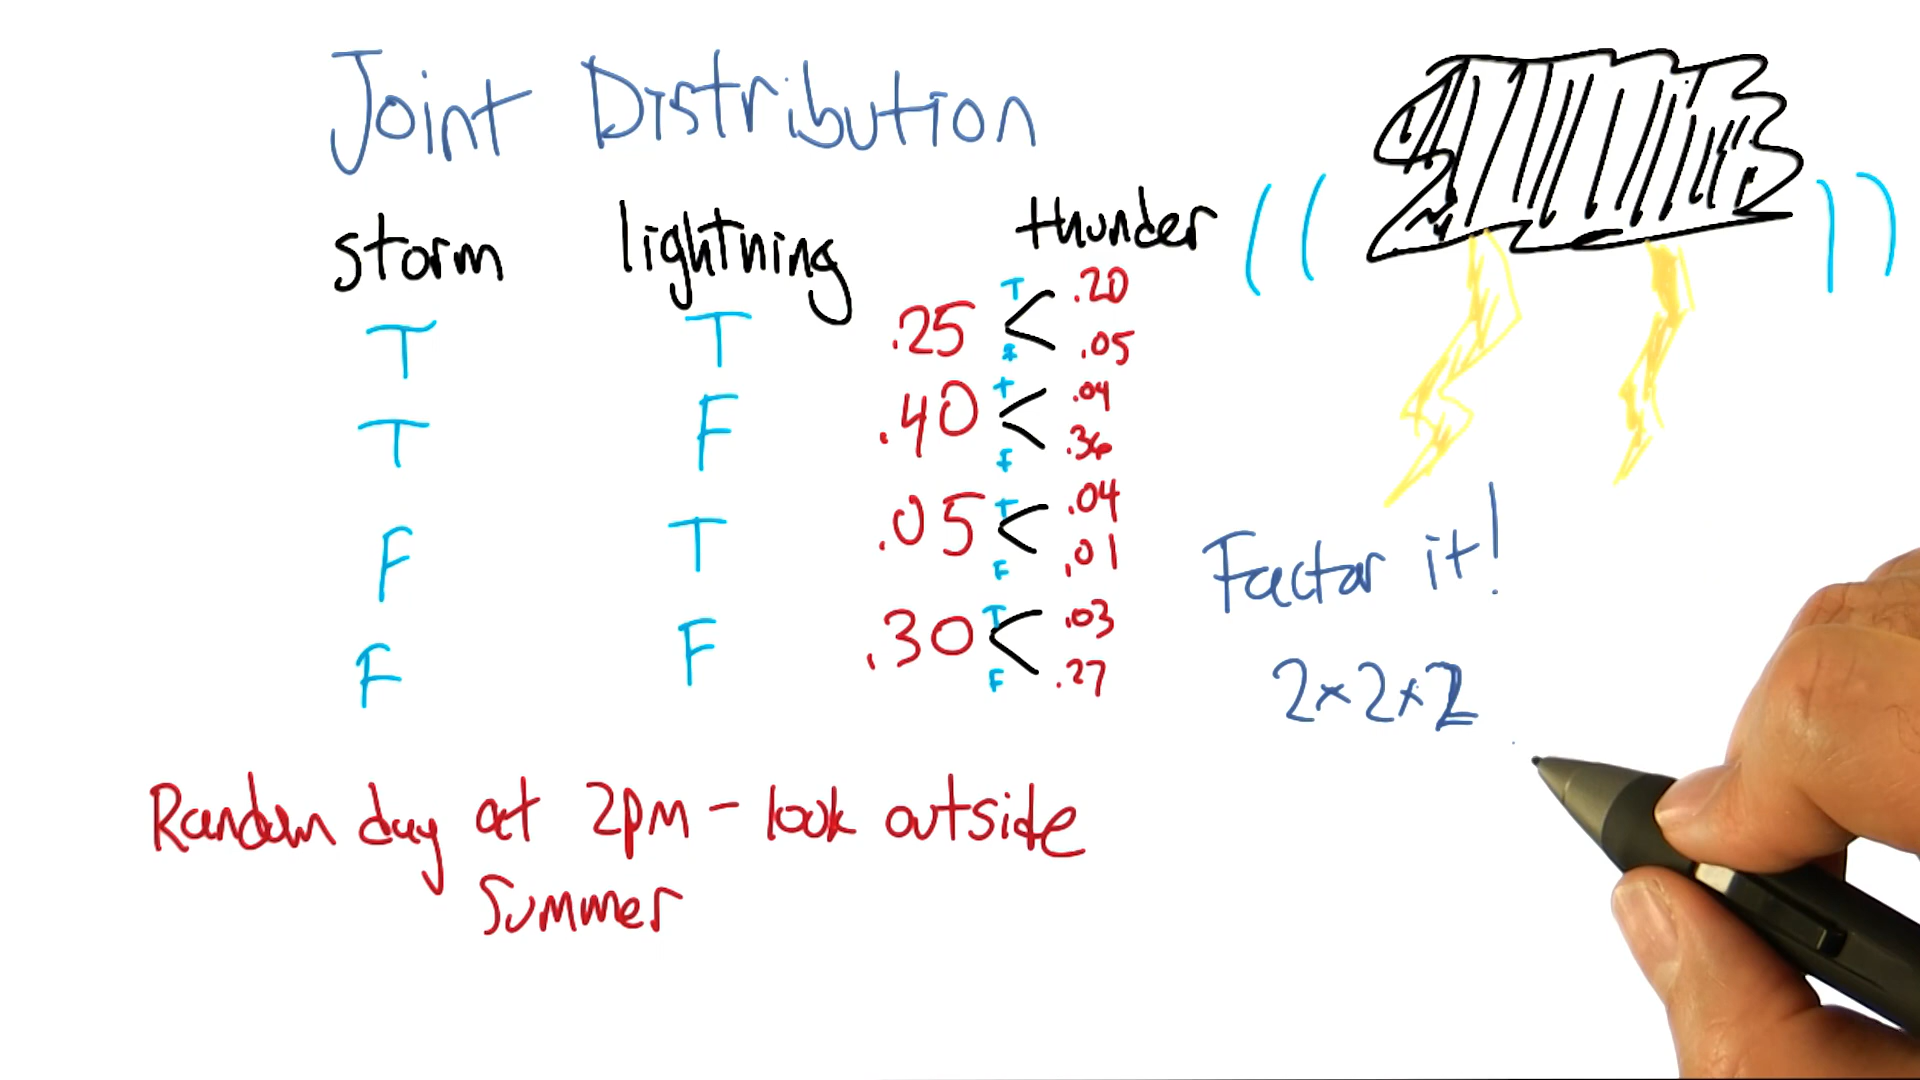 Joint Distribution
storm lightning thunder
T T .25 T .20
F .05
T F .40 T .04
F .36
F T .05 T .04
F .01
F F .30 T .03
F .27
Factor it!
2×2×2
Random day at 2pm - look outside
Summer